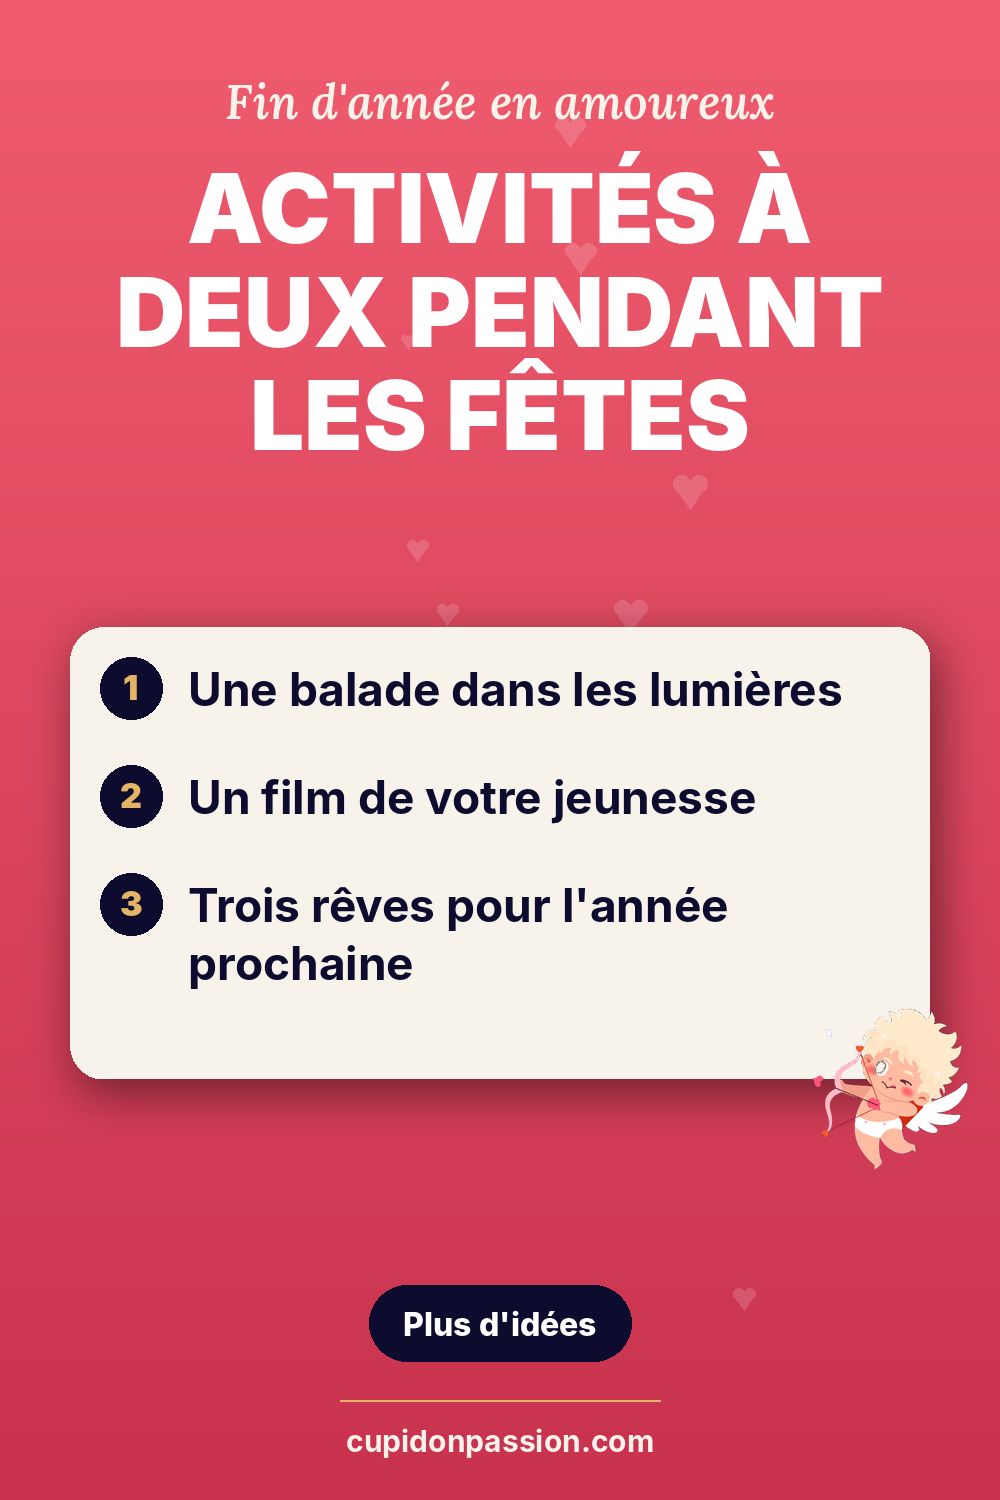 Fin d'année en amoureux
ACTIVITÉS À
DEUX PENDANT
LES FÊTES
1 Une balade dans les lumières
2 Un film de votre jeunesse
3 Trois rêves pour l'année
prochaine
Plus d'idées
cupidonpassion.com